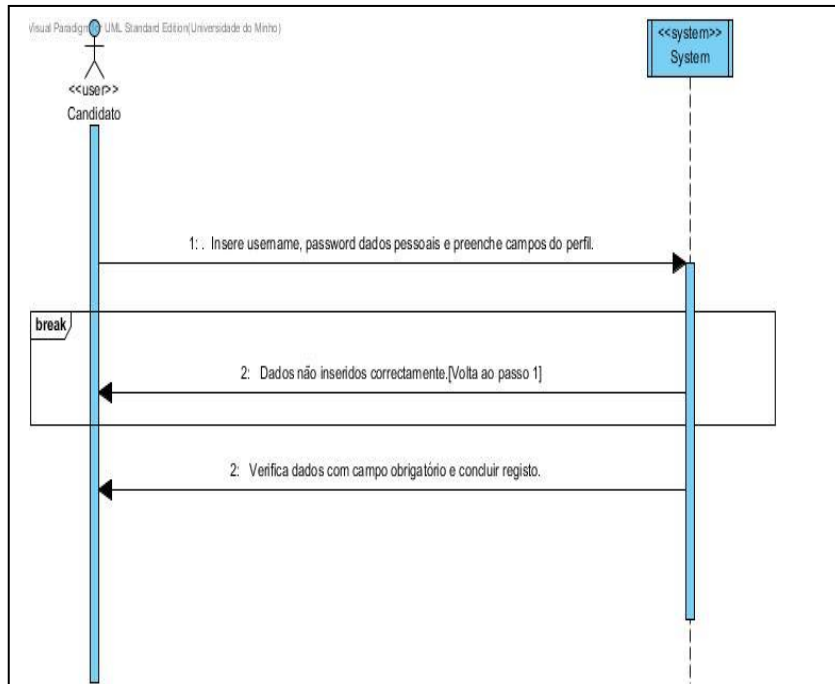 Visual Paradigm for UML Standard Edition(Universidade do Minho)
<<system>>
System
<<user>>
Candidato
1: . Insere username, password dados pessoais e preenche campos do perfil.
break
2: Dados não inseridos correctamente.[Volta ao passo 1]
2: Verifica dados com campo obrigatório e concluir registo.